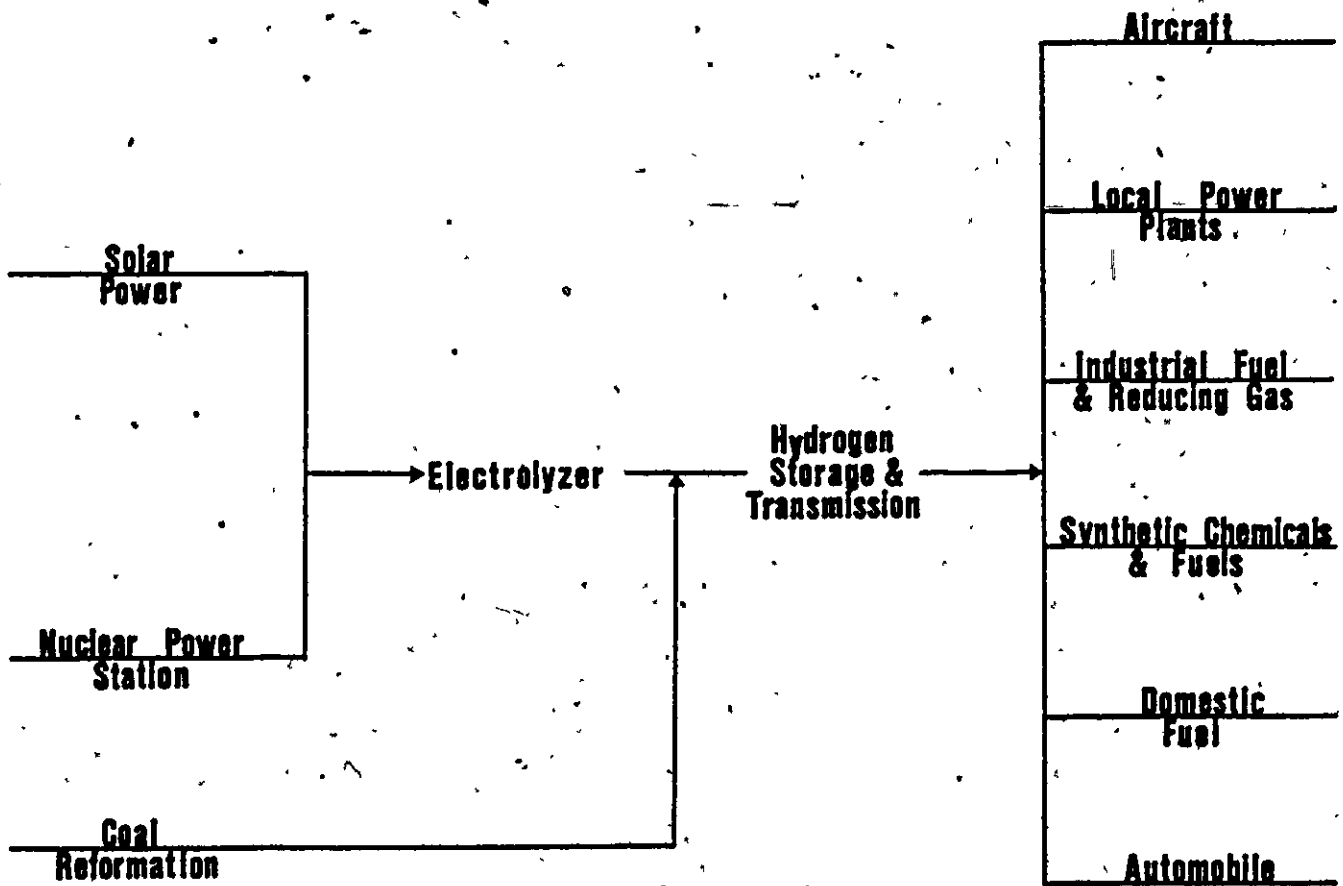 Aircraft
Local Power
Plants
Solar
Power
Industrial Fuel
& Reducing Gas
Electrolyzer
Hydrogen
Storage &
Transmission
Synthetic Chemicals
& Fuels
Nuclear Power
Station
Domestic
Fuel
Coal
Reformation
Automobile